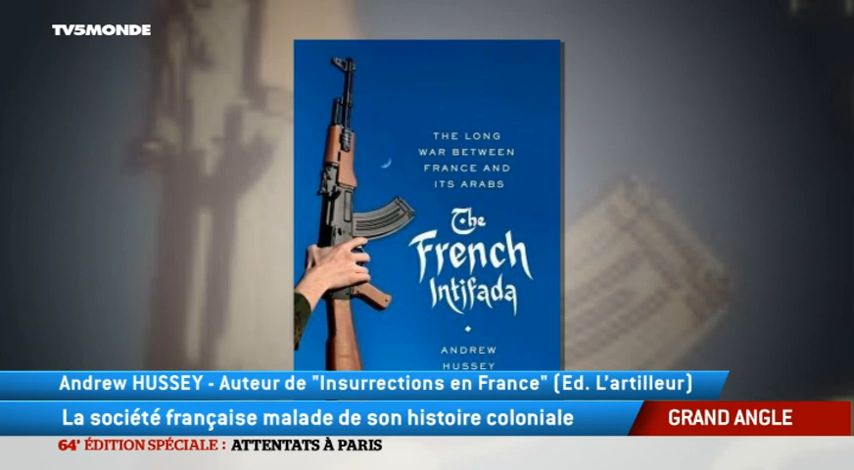 TV5MONDE
THE LONG
WAR BETWEEN
FRANCE AND
ITS ARABS
The
French
Intifada
ANDREW
HUSSEY
Andrew HUSSEY - Auteur de "Insurrections en France" (Ed. L'artilleur)
La société française malade de son histoire coloniale
GRAND ANGLE
64' ÉDITION SPÉCIALE : ATTENTATS À PARIS